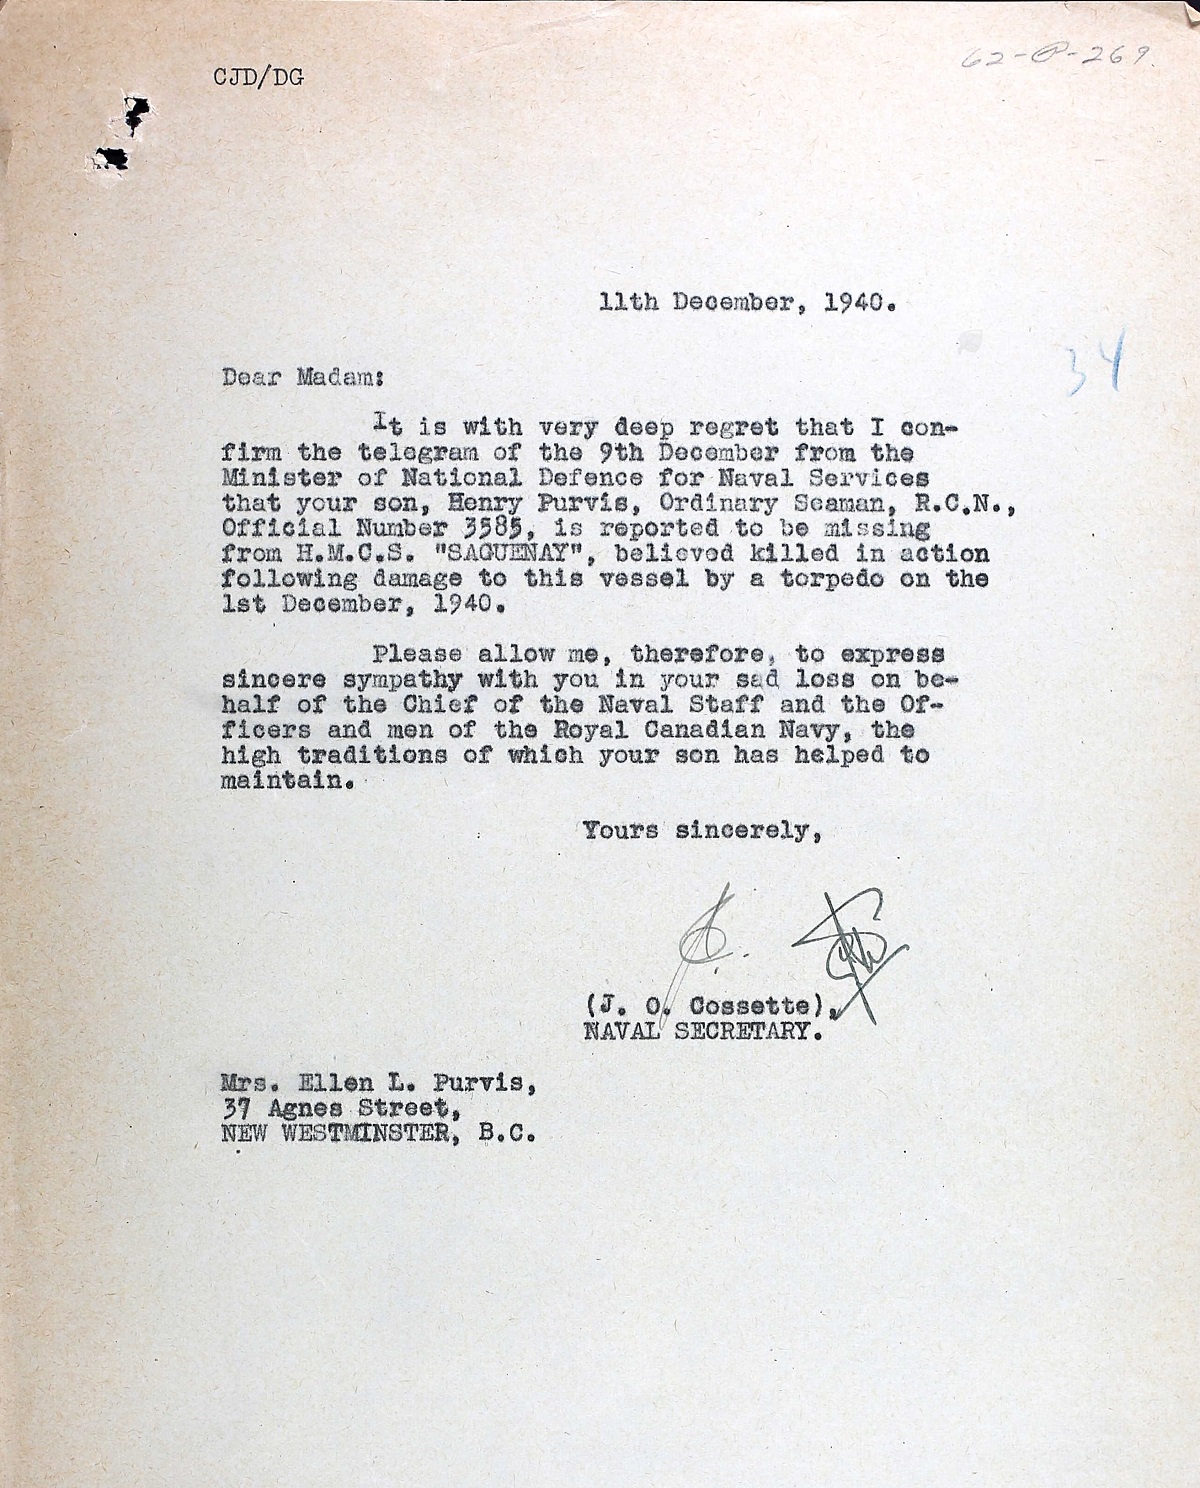 CJD/DG
62-P-269.
11th December, 1940.
34
Dear Madam:
It is with very deep regret that I con-
firm the telegram of the 9th December from the
Minister of National Defence for Naval Services
that your son, Henry Purvis, Ordinary Seaman, R.C.N.,
Official Number 3585, is reported to be missing
from H.M.C.S. "SAGUENAY", believed killed in action
following damage to this vessel by a torpedo on the
1st December, 1940.
Please allow me, therefore, to express
sincere sympathy with you in your sad loss on be-
half of the Chief of the Naval Staff and the Of-
ficers and men of the Royal Canadian Navy, the
high traditions of which your son has helped to
maintain.
Yours sincerely,
(J. O. Cossette),
NAVAL SECRETARY.
Mrs. Ellen L. Purvis,
37 Agnes Street,
NEW WESTMINSTER, B.C.